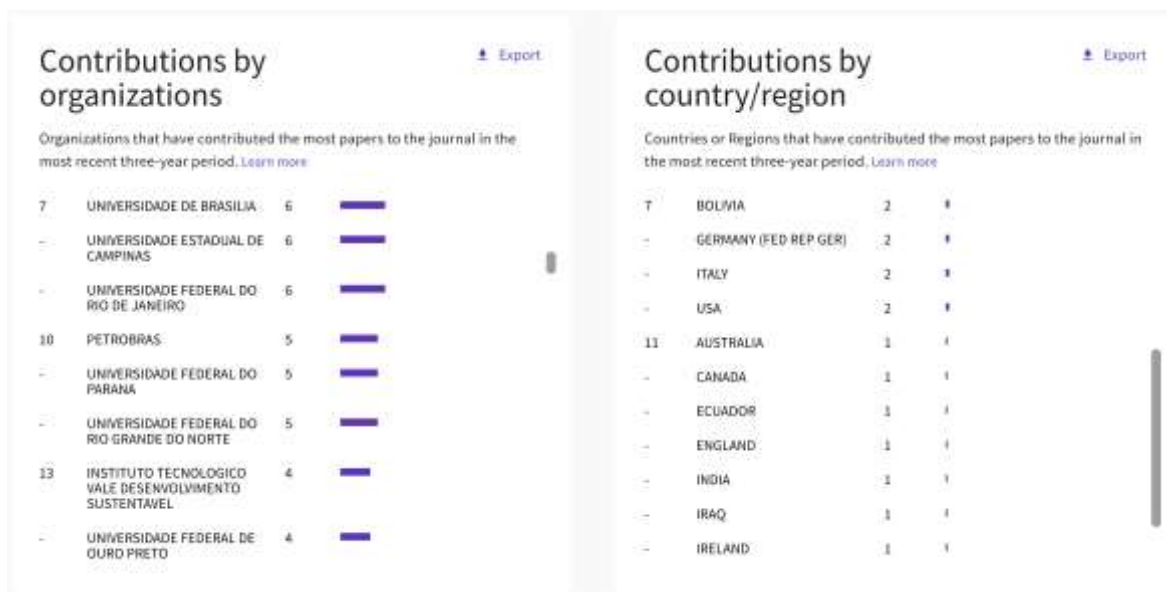 Contributions by
organizations
Export
Organizations that have contributed the most papers to the journal in the
most recent three-year period. Learn more
7 UNIVERSIDADE DE BRASILIA 6
- UNIVERSIDADE ESTADUAL DE
CAMPINAS 6
- UNIVERSIDADE FEDERAL DO
RIO DE JANEIRO 6
10 PETROBRAS 5
- UNIVERSIDADE FEDERAL DO
PARANA 5
- UNIVERSIDADE FEDERAL DO
RIO GRANDE DO NORTE 5
13 INSTITUTO TECNOLOGICO
VALE DESENVOLVIMENTO
SUSTENTAVEL 4
- UNIVERSIDADE FEDERAL DE
OURO PRETO 4
Contributions by
country/region
Export
Countries or Regions that have contributed the most papers to the journal in
the most recent three-year period. Learn more
7 BOLIVIA 2
- GERMANY (FED REP GER) 2
- ITALY 2
- USA 2
11 AUSTRALIA 1
- CANADA 1
- ECUADOR 1
- ENGLAND 1
- INDIA 1
- IRAQ 1
- IRELAND 1